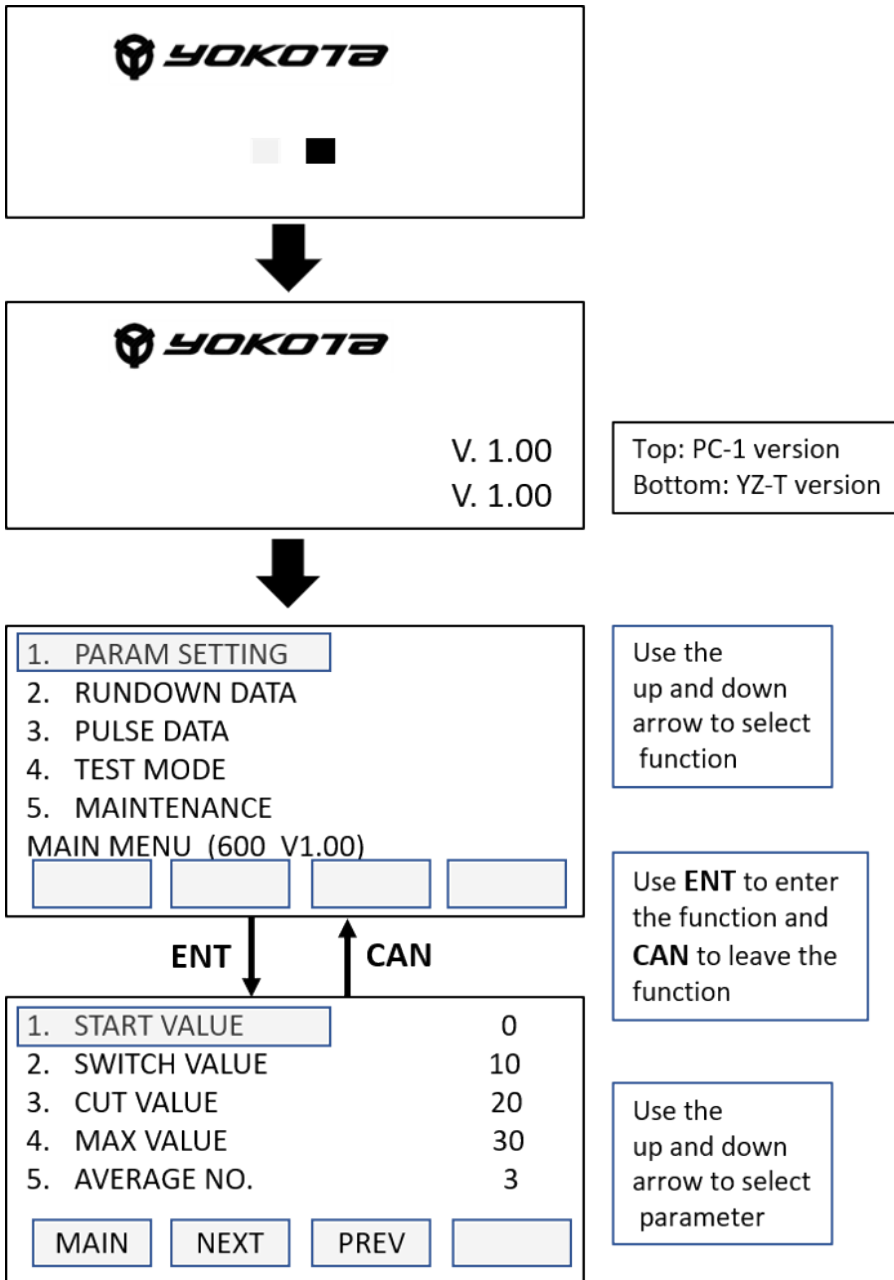 YOKOTA
YOKOTA
V. 1.00
V. 1.00
Top: PC-1 version
Bottom: YZ-T version
1. PARAM SETTING
2. RUNDOWN DATA
3. PULSE DATA
4. TEST MODE
5. MAINTENANCE
MAIN MENU (600 V1.00)
Use the
up and down
arrow to select
function
ENT
CAN
Use ENT to enter
the function and
CAN to leave the
function
1. START VALUE 0
2. SWITCH VALUE 10
3. CUT VALUE 20
4. MAX VALUE 30
5. AVERAGE NO. 3
MAIN NEXT PREV
Use the
up and down
arrow to select
parameter